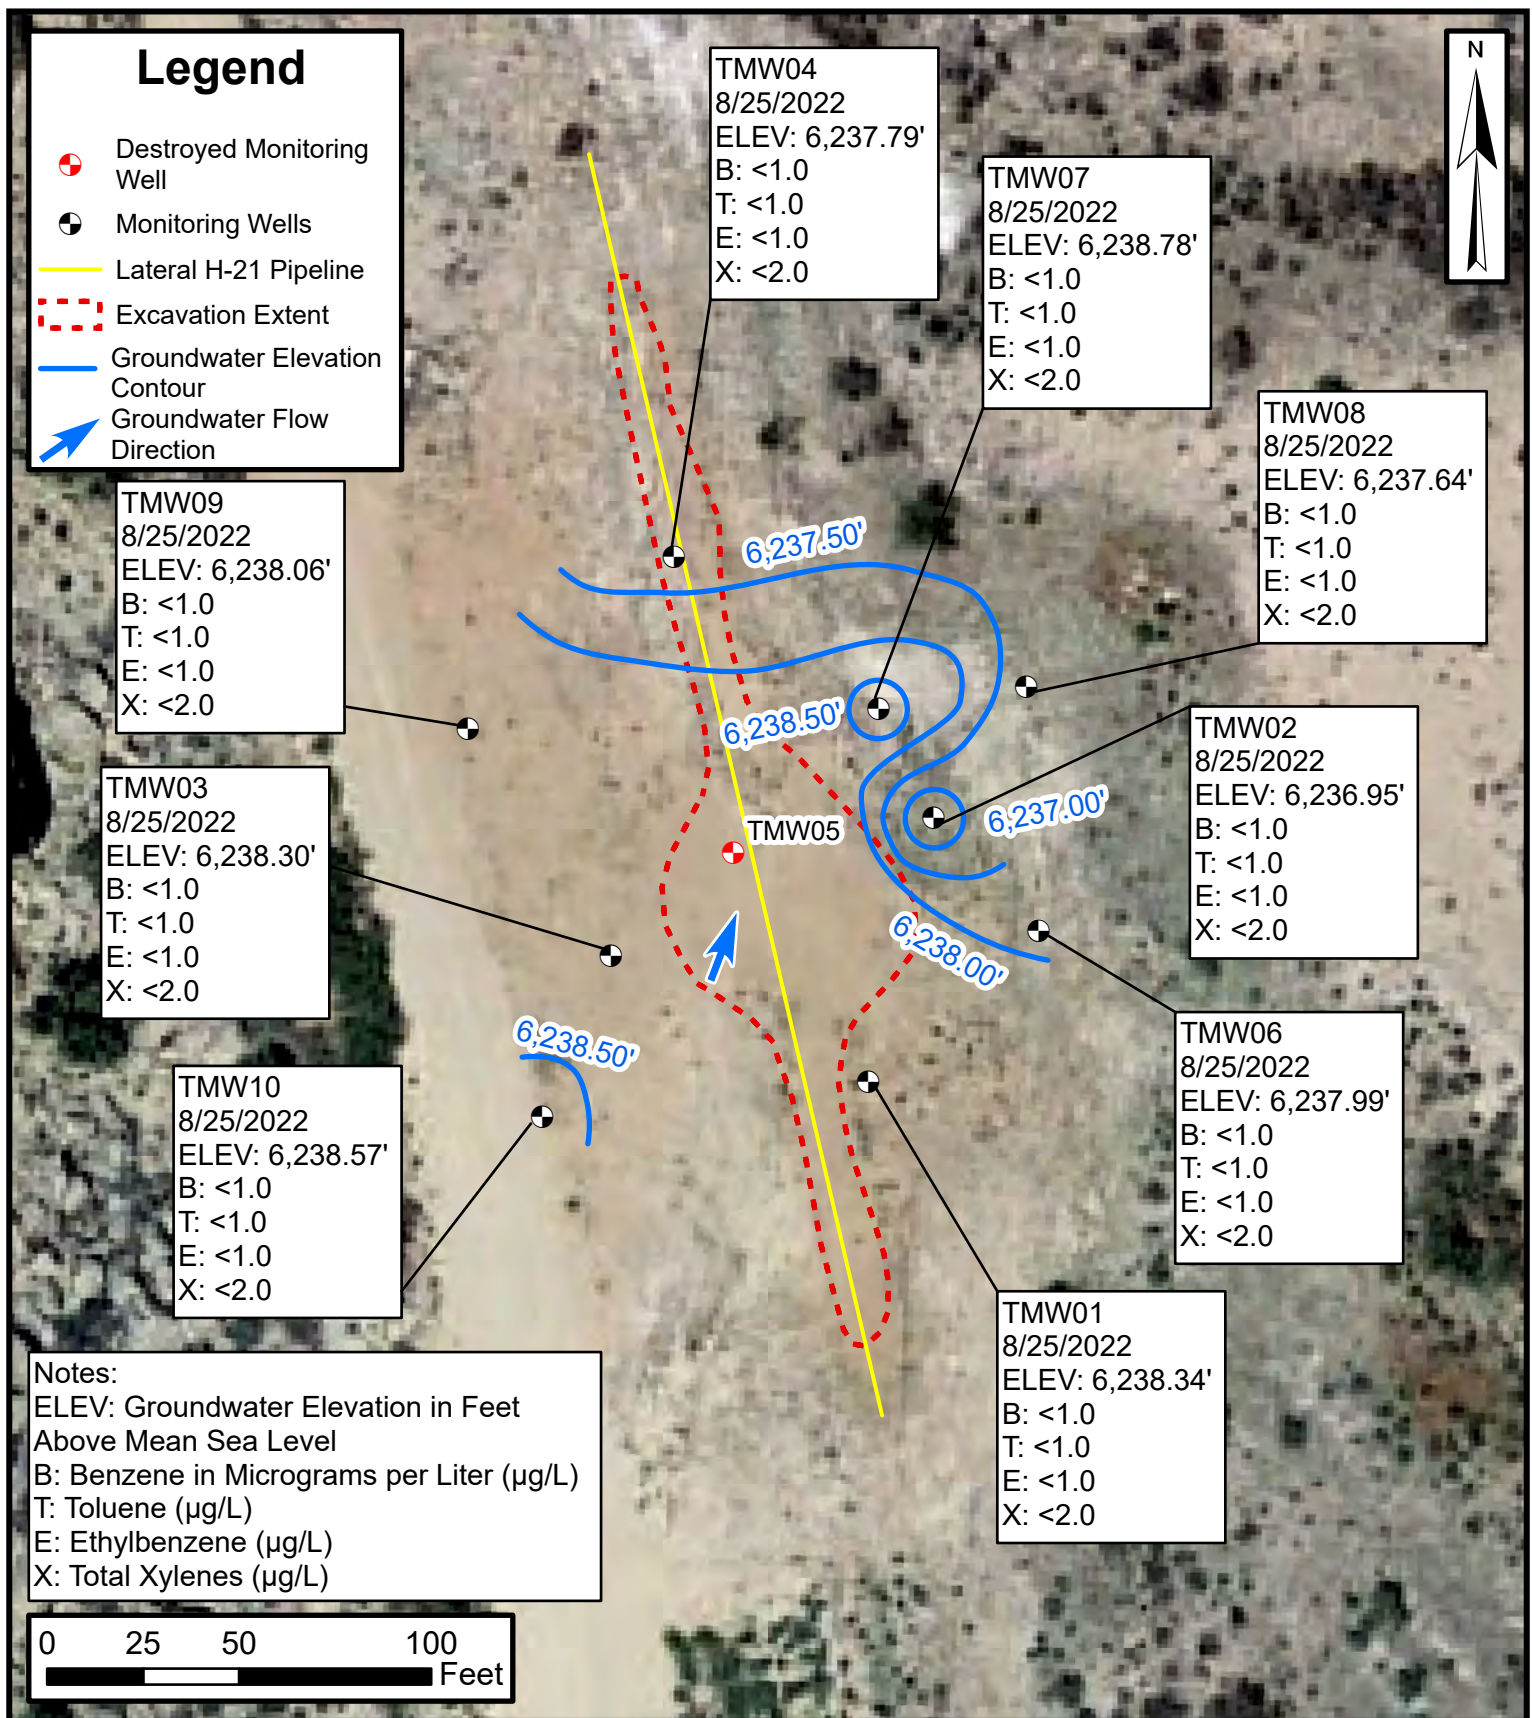 Legend
Destroyed Monitoring
Well
Monitoring Wells
Lateral H-21 Pipeline
Excavation Extent
Groundwater Elevation
Contour
Groundwater Flow
Direction
N
TMW04
8/25/2022
ELEV: 6,237.79'
B: <1.0
T: <1.0
E: <1.0
X: <2.0
TMW07
8/25/2022
ELEV: 6,238.78'
B: <1.0
T: <1.0
E: <1.0
X: <2.0
TMW08
8/25/2022
ELEV: 6,237.64'
B: <1.0
T: <1.0
E: <1.0
X: <2.0
TMW09
8/25/2022
ELEV: 6,238.06'
B: <1.0
T: <1.0
E: <1.0
X: <2.0
6,237.50'
6,238.50'
TMW02
8/25/2022
ELEV: 6,236.95'
B: <1.0
T: <1.0
E: <1.0
X: <2.0
TMW03
8/25/2022
ELEV: 6,238.30'
B: <1.0
T: <1.0
E: <1.0
X: <2.0
6,237.00'
TMW05
6,238.00'
6,238.50'
TMW06
8/25/2022
ELEV: 6,237.99'
B: <1.0
T: <1.0
E: <1.0
X: <2.0
TMW10
8/25/2022
ELEV: 6,238.57'
B: <1.0
T: <1.0
E: <1.0
X: <2.0
TMW01
8/25/2022
ELEV: 6,238.34'
B: <1.0
T: <1.0
E: <1.0
X: <2.0
Notes:
ELEV: Groundwater Elevation in Feet
Above Mean Sea Level
B: Benzene in Micrograms per Liter (µg/L)
T: Toluene (µg/L)
E: Ethylbenzene (µg/L)
X: Total Xylenes (µg/L)
0 25 50 100
Feet